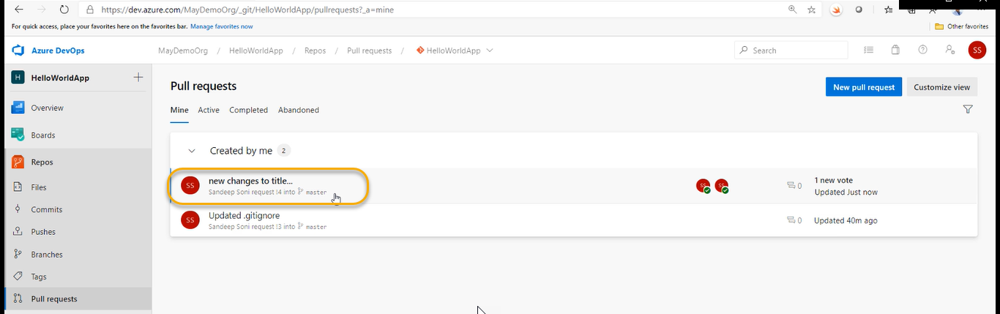 https://dev.azure.com/MayDemoOrg/_git/HelloWorldApp/pullrequests?_a=mine
For quick access, place your favorites here on the favorites bar. Manage favorites now
Other favorites
Azure DevOps
MayDemoOrg / HelloWorldApp / Repos / Pull requests / HelloWorldApp
Search
SS
H HelloWorldApp
Overview
Boards
Repos
Files
Commits
Pushes
Branches
Tags
Pull requests
Pull requests
New pull request
Customize view
Mine Active Completed Abandoned
Created by me 2
SS new changes to title... SS SS 1 new vote
Sandeep Soni request !4 into master 0 Updated Just now
SS Updated .gitignore
Sandeep Soni request !3 into master 0 Updated 40m ago